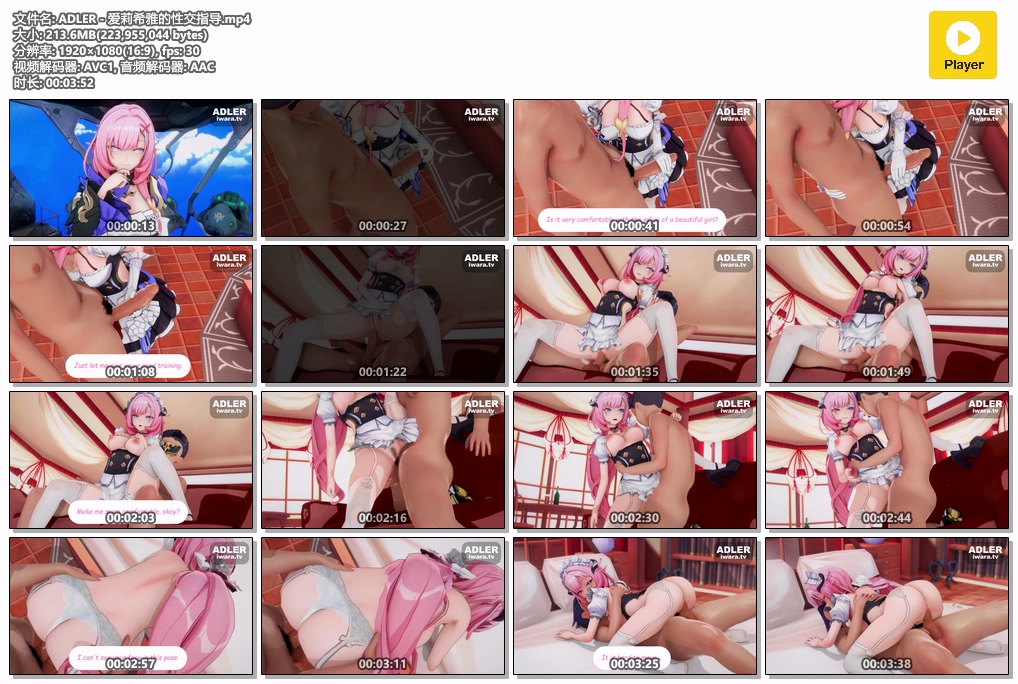 文件名: ADLER - 爱莉希雅的性交指导.mp4
大小: 213.6MB(223,955,044 bytes)
分辨率: 1920×1080(16:9), fps: 30
视频解码器: AVC1, 音频解码器: AAC
时长: 00:03:52
Player
ADLER
iwara.tv
00:00:13
ADLER
iwara.tv
00:00:27
ADLER
iwara.tv
Is it very comfortable of a beautiful girl?
00:00:41
ADLER
iwara.tv
00:00:54
ADLER
iwara.tv
Just let training.
00:01:08
ADLER
iwara.tv
00:01:22
ADLER
iwara.tv
00:01:35
ADLER
iwara.tv
00:01:49
ADLER
iwara.tv
Make me okay?
00:02:03
ADLER
iwara.tv
00:02:16
ADLER
iwara.tv
00:02:30
ADLER
iwara.tv
00:02:44
ADLER
iwara.tv
I can't this pose.
00:02:57
ADLER
iwara.tv
00:03:11
ADLER
iwara.tv
00:03:25
ADLER
iwara.tv
00:03:38